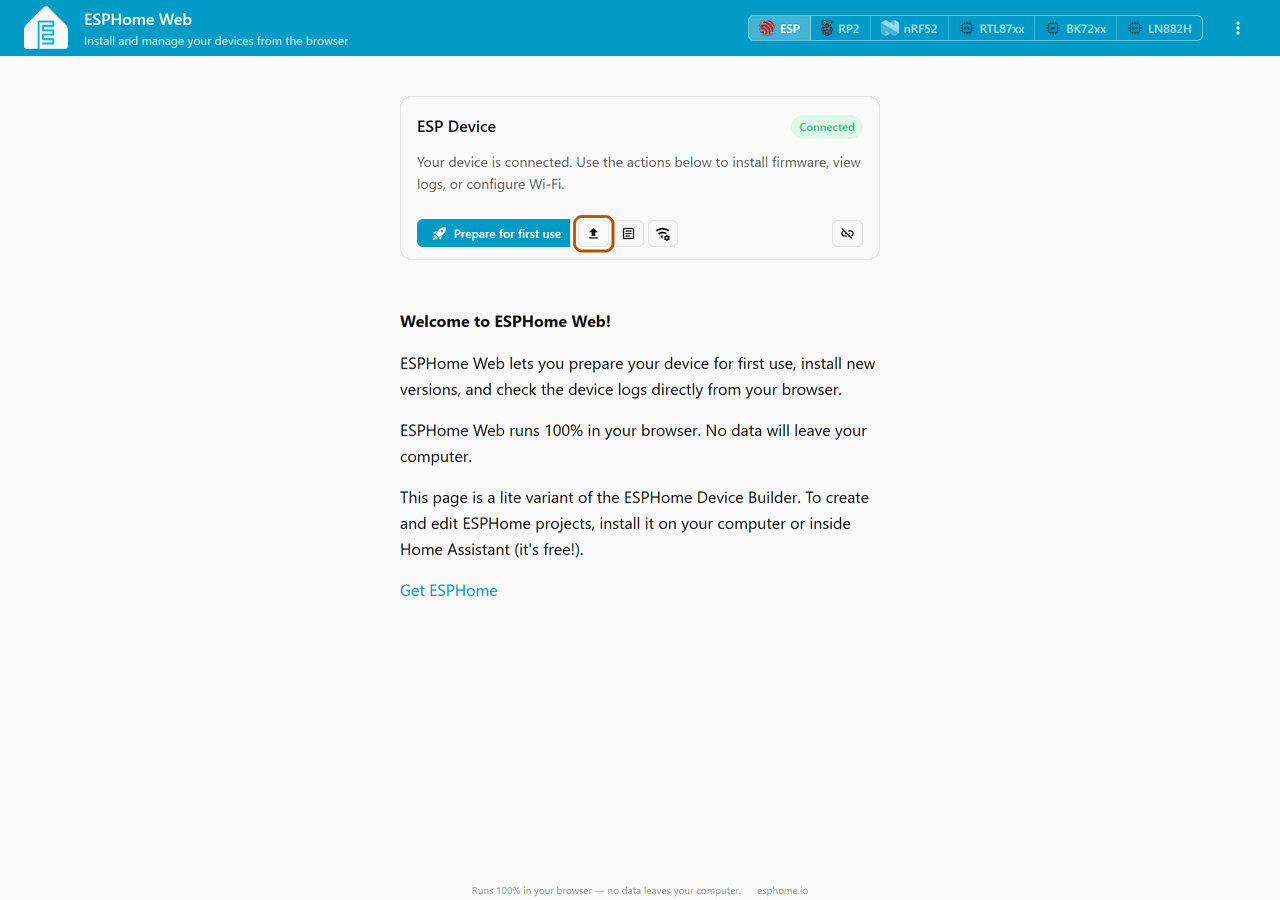 ESPHome Web
Install and manage your devices from the browser
ESP
RP2
nRF52
RTL87xx
BK72xx
LN882H
ESP Device
Connected
Your device is connected. Use the actions below to install firmware, view
logs, or configure Wi-Fi.
Prepare for first use
Welcome to ESPHome Web!
ESPHome Web lets you prepare your device for first use, install new
versions, and check the device logs directly from your browser.
ESPHome Web runs 100% in your browser. No data will leave your
computer.
This page is a lite variant of the ESPHome Device Builder. To create
and edit ESPHome projects, install it on your computer or inside
Home Assistant (it's free!).
Get ESPHome
Runs 100% in your browser — no data leaves your computer.
esphome.io